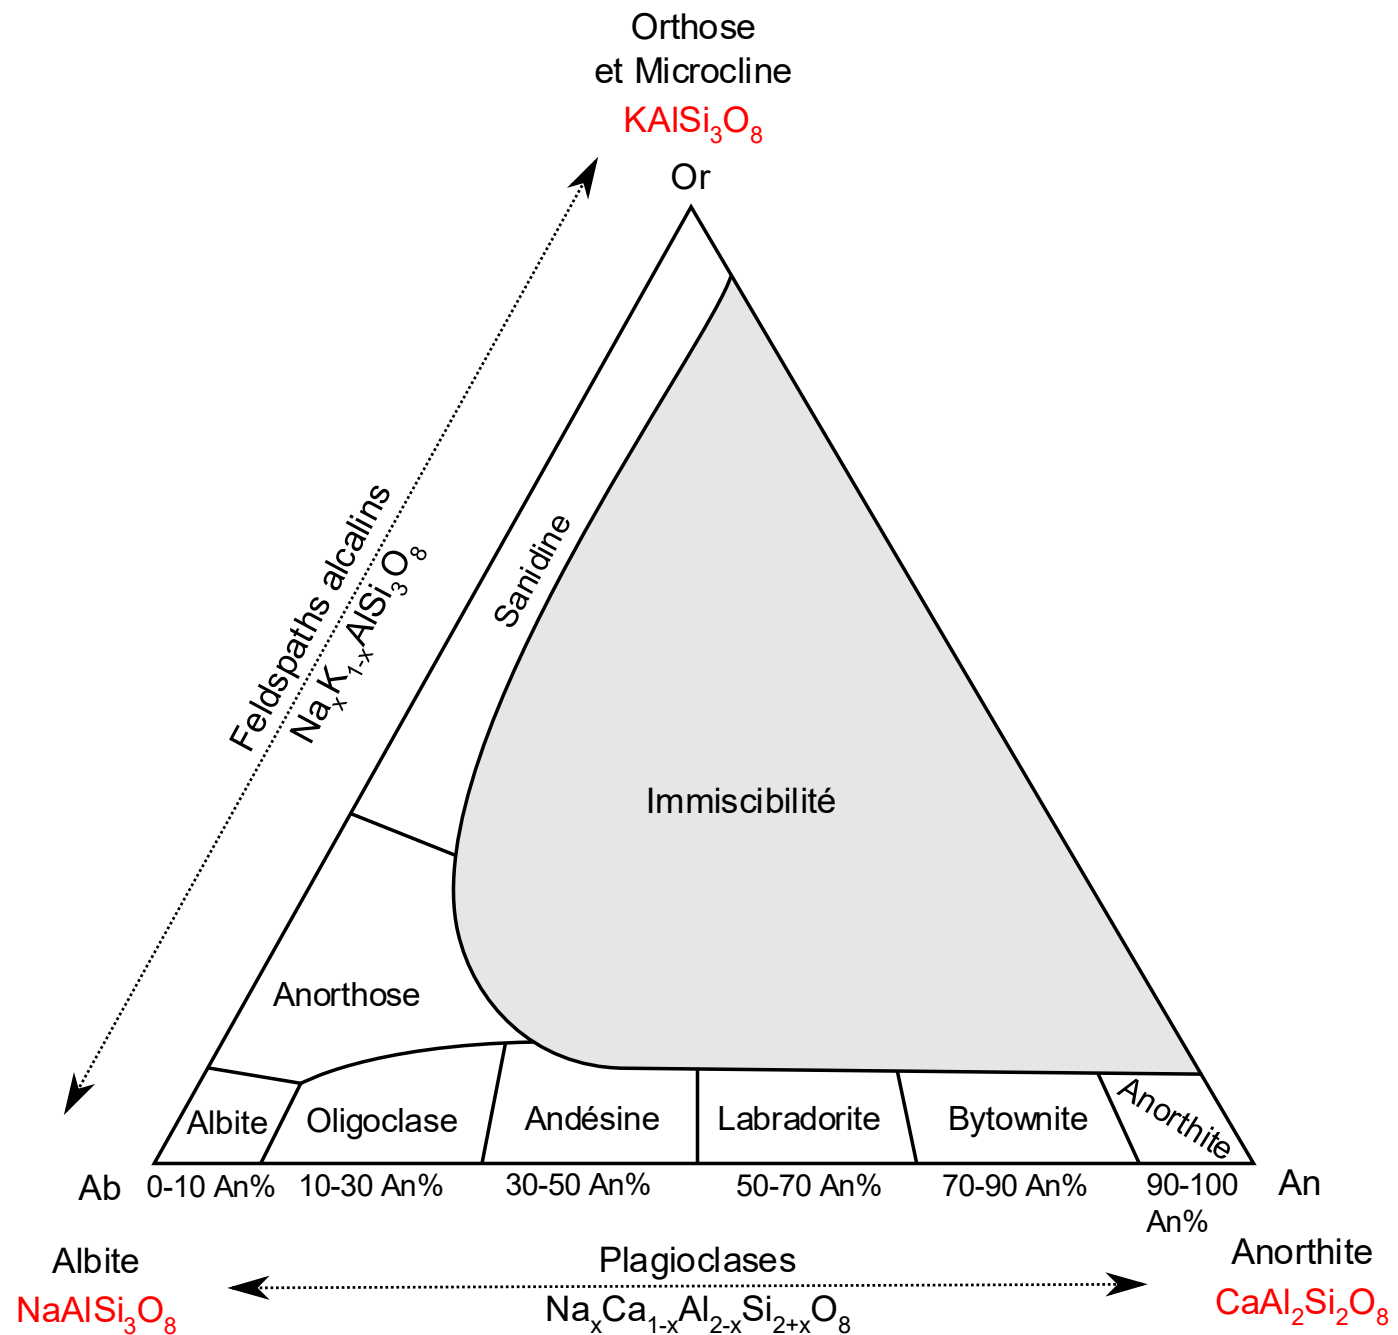 Orthose
et Microcline
KAlSi₃O₈
Or
Feldspaths alcalins
NaₓK₁₋ₓAlSi₃O₈
Sanidine
Immiscibilité
Anorthose
Albite
Oligoclase
Andésine
Labradorite
Bytownite
Anorthite
Ab
0-10 An%
10-30 An%
30-50 An%
50-70 An%
70-90 An%
90-100
An%
An
Albite
NaAlSi₃O₈
Plagioclases
NaₓCa₁₋ₓAl₂₋ₓSi₂₊ₓO₈
Anorthite
CaAl₂Si₂O₈